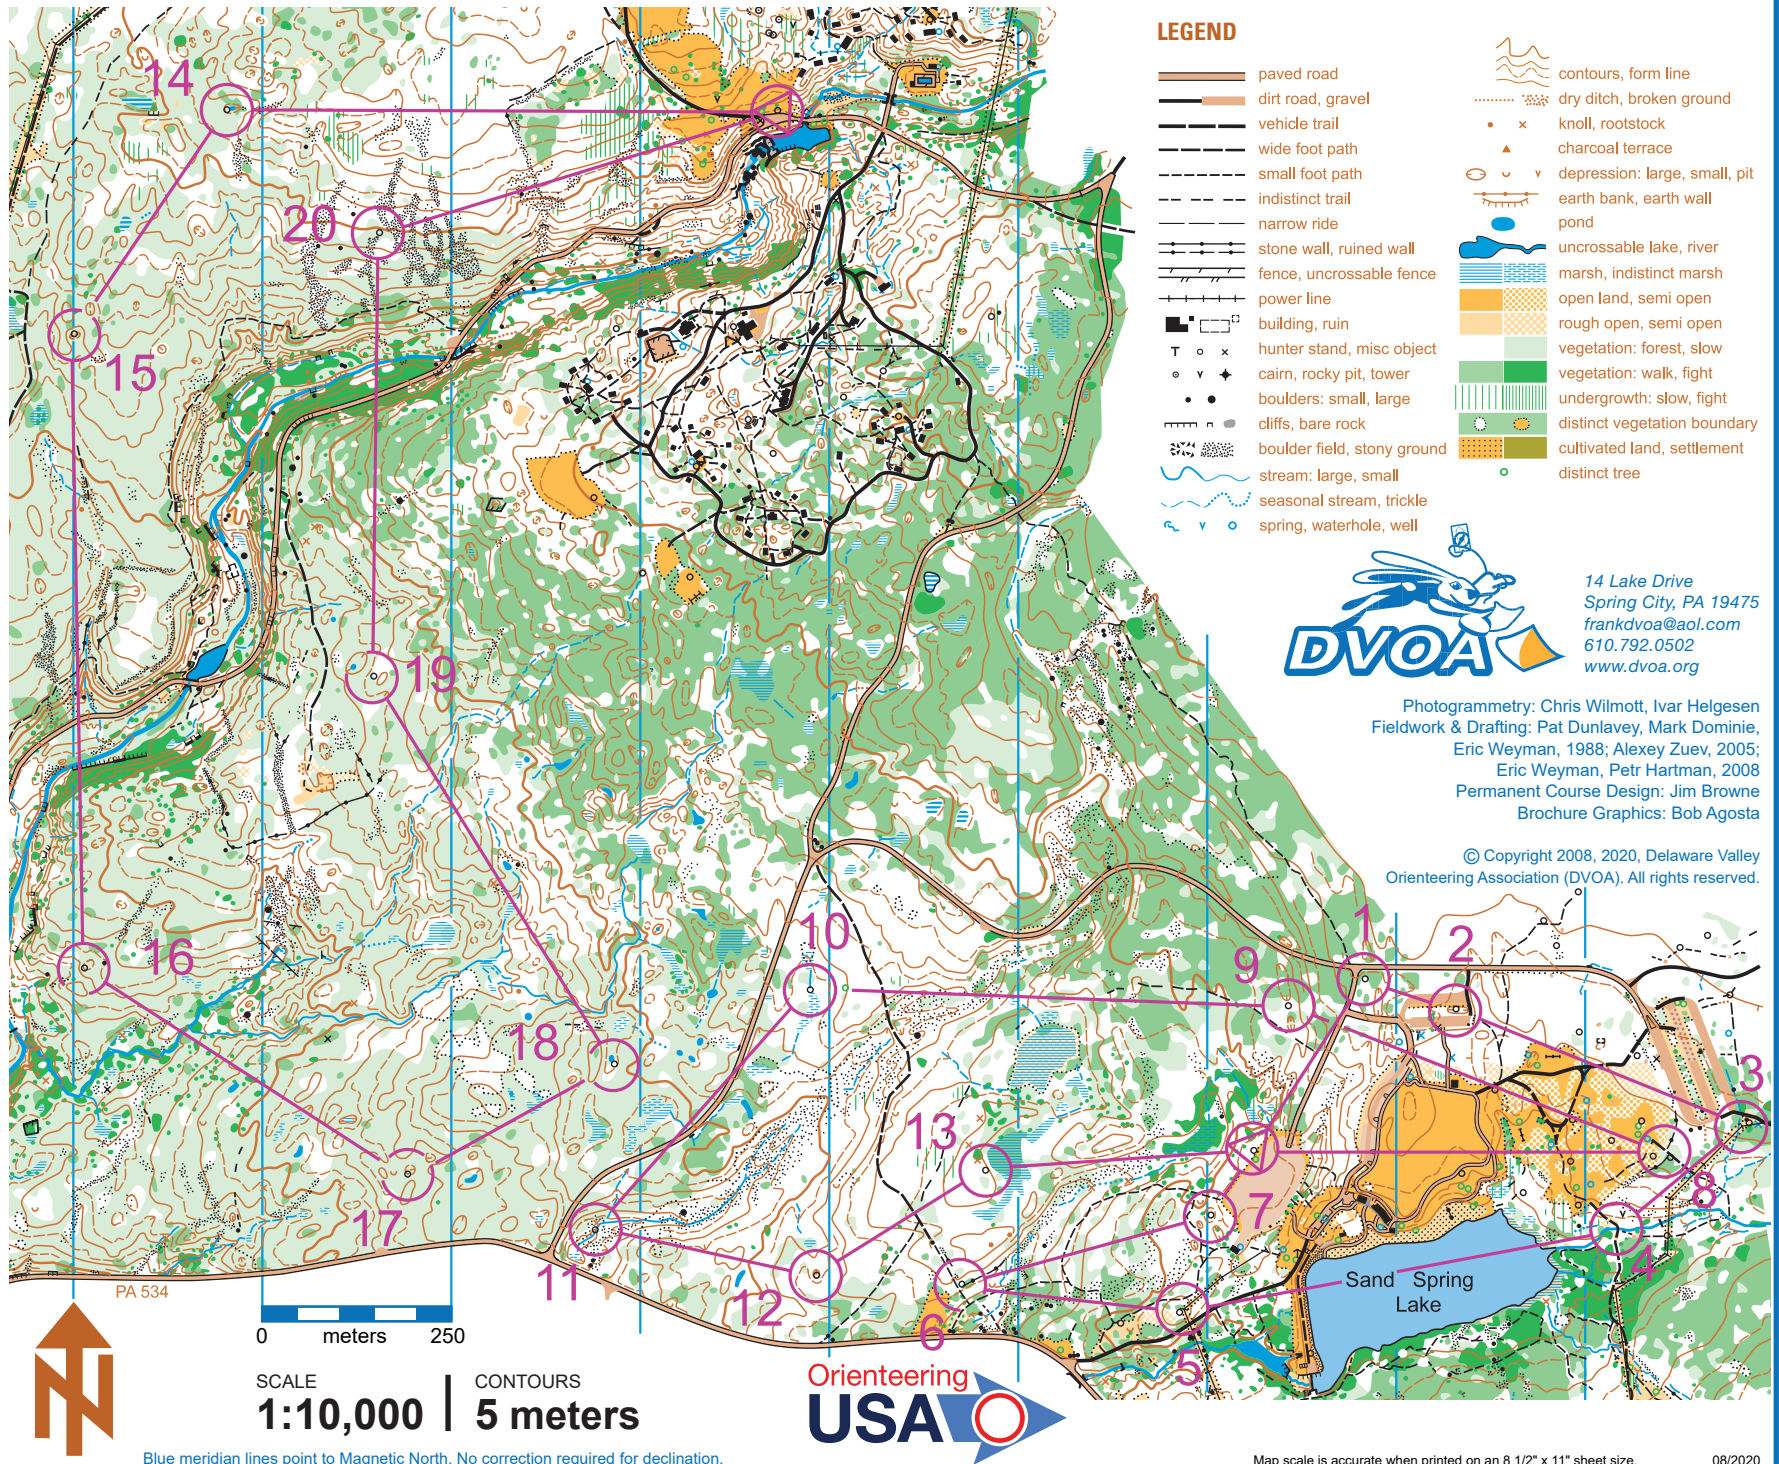 LEGEND
paved road
dirt road, gravel
vehicle trail
wide foot path
small foot path
indistinct trail
narrow ride
stone wall, ruined wall
fence, uncrossable fence
power line
building, ruin
hunter stand, misc object
cairn, rocky pit, tower
boulders: small, large
cliffs, bare rock
boulder field, stony ground
stream: large, small
seasonal stream, trickle
spring, waterhole, well
contours, form line
dry ditch, broken ground
knoll, rootstock
charcoal terrace
depression: large, small, pit
earth bank, earth wall
pond
uncrossable lake, river
marsh, indistinct marsh
open land, semi open
rough open, semi open
vegetation: forest, slow
vegetation: walk, fight
undergrowth: slow, fight
distinct vegetation boundary
cultivated land, settlement
distinct tree
DVOA
14 Lake Drive
Spring City, PA 19475
frankdvoa@aol.com
610.792.0502
www.dvoa.org
Photogrammetry: Chris Wilmott, Ivar Helgesen
Fieldwork & Drafting: Pat Dunlavey, Mark Dominie,
Eric Weyman, 1988; Alexey Zuev, 2005;
Eric Weyman, Petr Hartman, 2008
Permanent Course Design: Jim Browne
Brochure Graphics: Bob Agosta
© Copyright 2008, 2020, Delaware Valley
Orienteering Association (DVOA). All rights reserved.
14
20
15
19
16
10
9
1
2
18
13
3
17
7
8
11
12
6
5
4
Sand Spring
Lake
PA 534
0 meters 250
N
SCALE
1:10,000
CONTOURS
5 meters
Orienteering
USA
Blue meridian lines point to Magnetic North. No correction required for declination.
Map scale is accurate when printed on an 8 1/2" x 11" sheet size.
08/2020